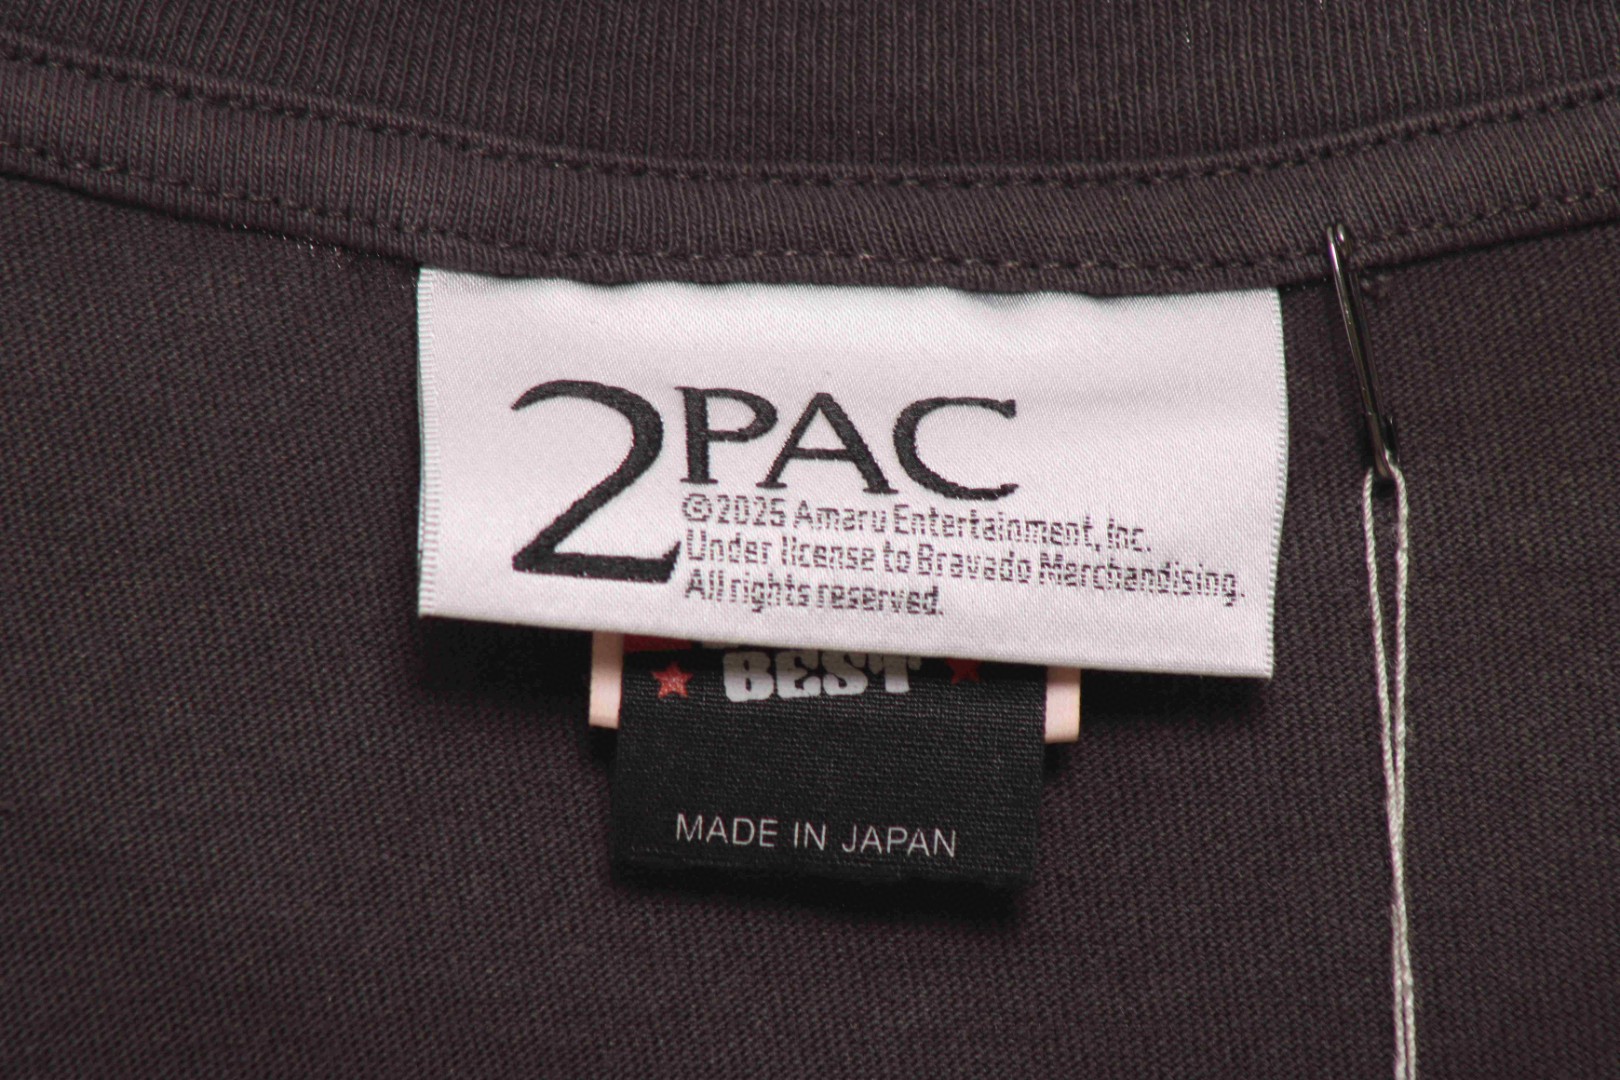 2PAC
©2025 Amaru Entertainment, Inc.
Under license to Bravado Merchandising.
All rights reserved.
BEST
MADE IN JAPAN